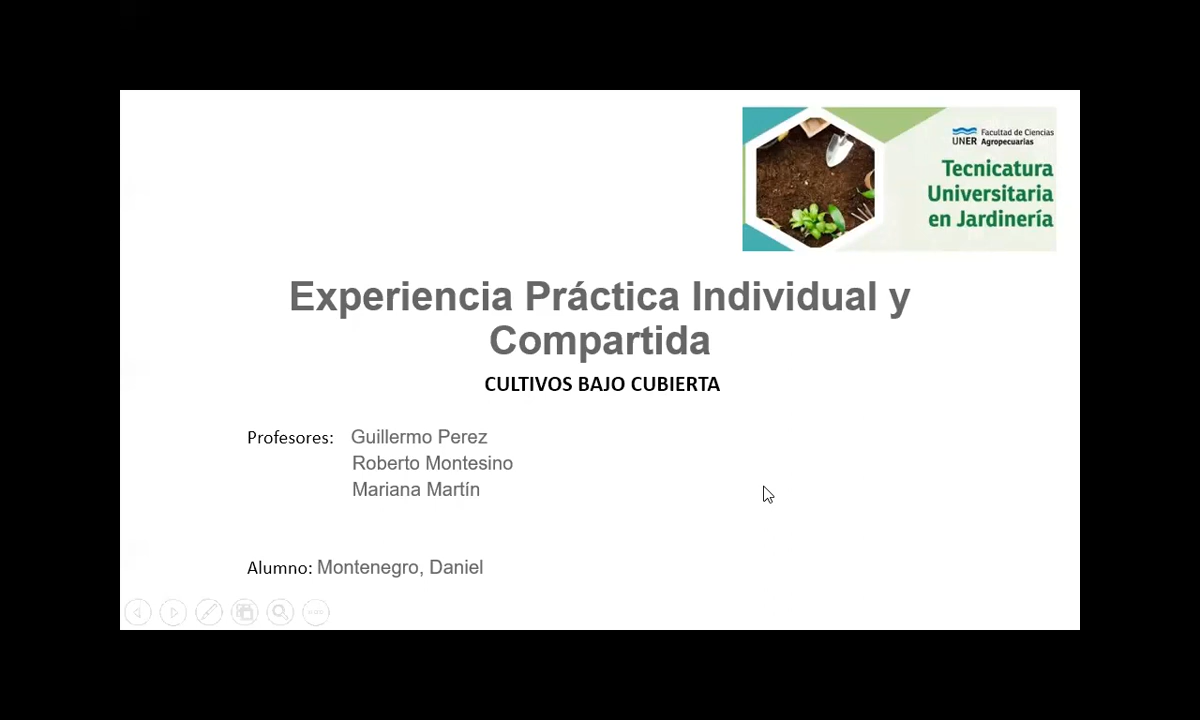 UNER Facultad de Ciencias
Agropecuarias
Tecnicatura
Universitaria
en Jardinería
Experiencia Práctica Individual y
Compartida
CULTIVOS BAJO CUBIERTA
Profesores: Guillermo Perez
Roberto Montesino
Mariana Martín
Alumno: Montenegro, Daniel